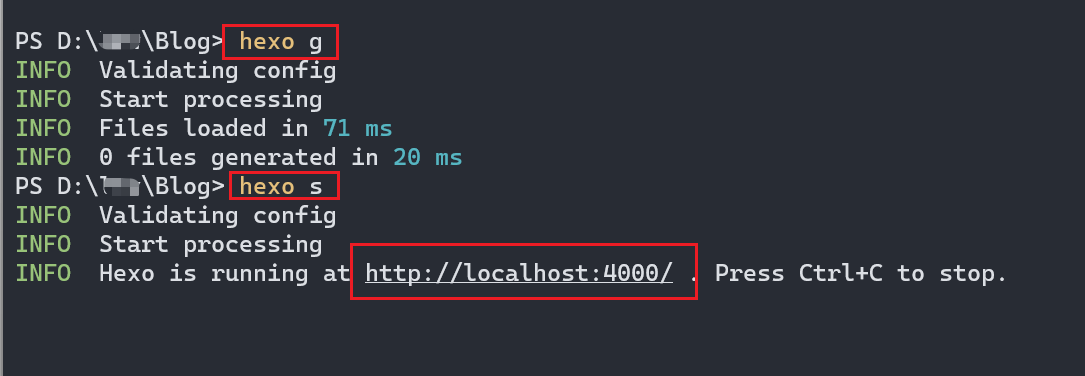 PS D:\\Blog> hexo g
INFO  Validating config
INFO  Start processing
INFO  Files loaded in 71 ms
INFO  0 files generated in 20 ms
PS D:\\Blog> hexo s
INFO  Validating config
INFO  Start processing
INFO  Hexo is running at http://localhost:4000/ . Press Ctrl+C to stop.